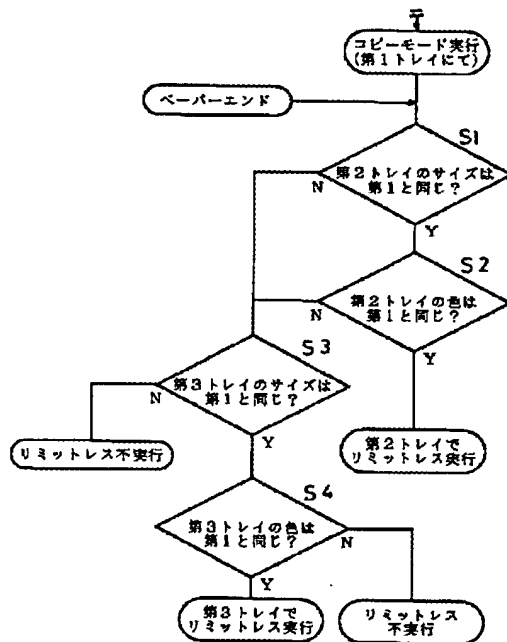 コピーモード実行
(第1トレイにて)
ペーパーエンド
S1
第2トレイのサイズは
第1と同じ?
N
Y
S2
第2トレイの色は
第1と同じ?
N
Y
S3
第3トレイのサイズは
第1と同じ?
N
Y
第2トレイで
リミットレス実行
リミットレス不実行
S4
第3トレイの色は
第1と同じ?
N
Y
第3トレイで
リミットレス実行
リミットレス
不実行